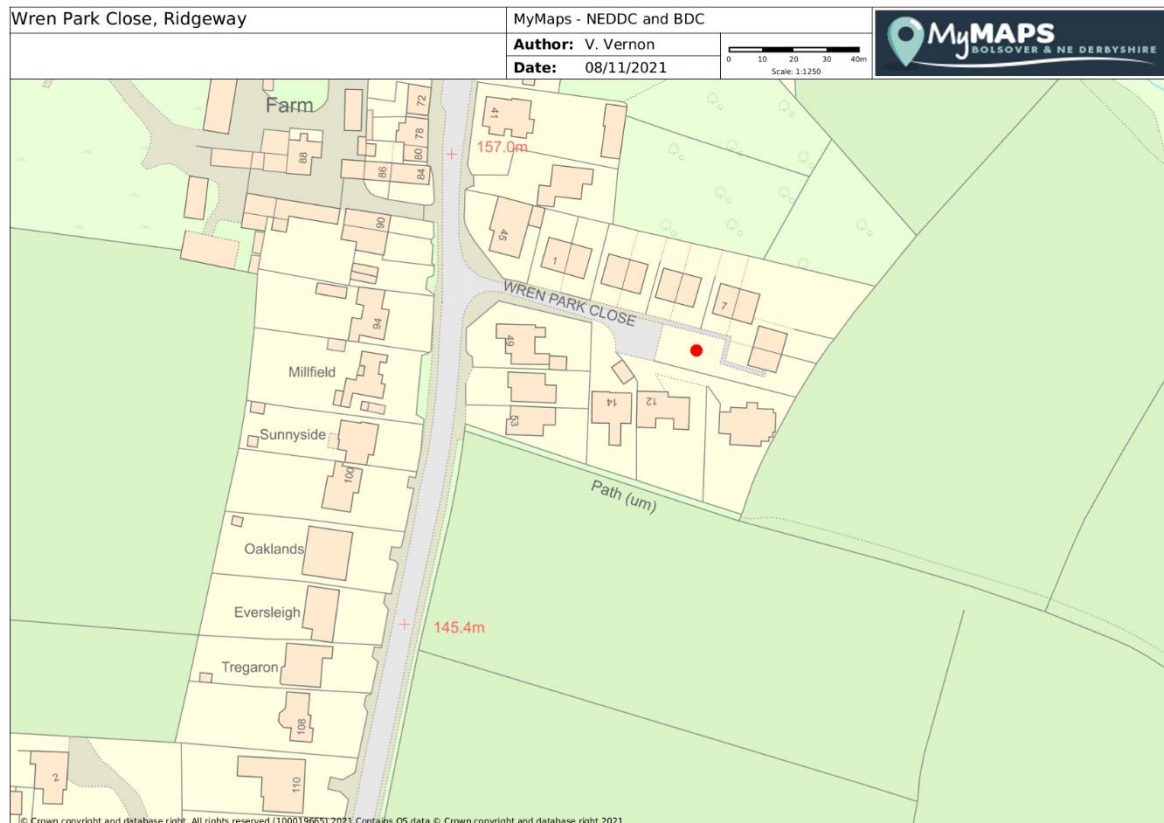 Wren Park Close, Ridgeway
MyMaps - NEDDC and BDC
Author: V. Vernon
Date: 08/11/2021
0 10 20 30 40m
Scale: 1:1250
MyMAPS
BOLSOVER & NE DERBYSHIRE
Farm
72
78
80
84
86
88
41
157.0m
90
45
1
WREN PARK CLOSE
7
94
49
Millfield
14
12
53
Sunnyside
100
Path (um)
Oaklands
Eversleigh
145.4m
Tregaron
108
2
110
© Crown copyright and database right. All rights reserved (100019665) 2021 Contains OS data © Crown copyright and database right 2021